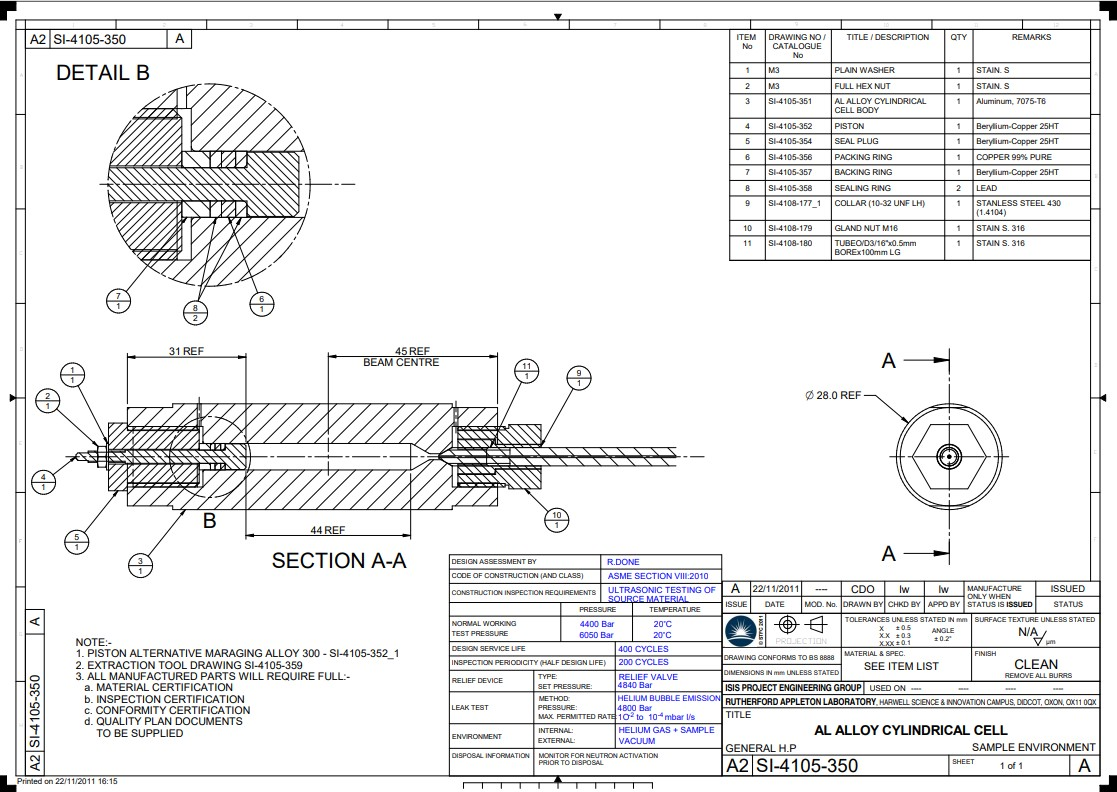 A2 SI-4105-350 A
DETAIL B
ITEM No DRAWING NO / CATALOGUE No TITLE / DESCRIPTION QTY REMARKS
1 M3 PLAIN WASHER 1 STAIN. S
2 M3 FULL HEX NUT 1 STAIN. S
3 SI-4105-351 AL ALLOY CYLINDRICAL CELL BODY 1 Aluminum, 7075-T6
4 SI-4105-352 PISTON 1 Beryllium-Copper 25HT
5 SI-4105-354 SEAL PLUG 1 Beryllium-Copper 25HT
6 SI-4105-356 PACKING RING 1 COPPER 99% PURE
7 SI-4105-357 BACKING RING 1 Beryllium-Copper 25HT
8 SI-4105-358 SEALING RING 2 LEAD
9 SI-4108-177_1 COLLAR (10-32 UNF LH) 1 STANLESS STEEL 430 (1.4104)
10 SI-4108-179 GLAND NUT M16 1 STAIN S. 316
11 SI-4108-180 TUBEO/D3/16"x0.5mm BOREx100mm LG 1 STAIN S. 316
7
1
8
2
6
1
31 REF
45 REF
BEAM CENTRE
1
1
2
1
11
1
9
1
4
1
5
1
3
1
10
1
B
44 REF
SECTION A-A
A
Ø 28.0 REF
A
NOTE:-
1. PISTON ALTERNATIVE MARAGING ALLOY 300 - SI-4105-352_1
2. EXTRACTION TOOL DRAWING SI-4105-359
3. ALL MANUFACTURED PARTS WILL REQUIRE FULL:-
a. MATERIAL CERTIFICATION
b. INSPECTION CERTIFICATION
c. CONFORMITY CERTIFICATION
d. QUALITY PLAN DOCUMENTS
TO BE SUPPLIED
A2 SI-4105-350 A
DESIGN ASSESSMENT BY R.DONE
CODE OF CONSTRUCTION (AND CLASS) ASME SECTION VIII:2010
CONSTRUCTION INSPECTION REQUIREMENTS ULTRASONIC TESTING OF
SOURCE MATERIAL
PRESSURE TEMPERATURE
NORMAL WORKING 4400 Bar 20°C
TEST PRESSURE 6050 Bar 20°C
DESIGN SERVICE LIFE 400 CYCLES
INSPECTION PERIODICITY (HALF DESIGN LIFE) 200 CYCLES
RELIEF DEVICE TYPE: RELIEF VALVE
SET PRESSURE: 4840 Bar
LEAK TEST METHOD: HELIUM BUBBLE EMISSION
PRESSURE: 4800 Bar
MAX. PERMITTED RATE 10-2 to 10-4 mbar l/s
ENVIRONMENT INTERNAL: HELIUM GAS + SAMPLE
EXTERNAL: VACUUM
DISPOSAL INFORMATION MONITOR FOR NEUTRON ACTIVATION
PRIOR TO DISPOSAL
A 22/11/2011 ---- CDO lw lw MANUFACTURE ONLY WHEN STATUS IS ISSUED ISSUED
ISSUE DATE MOD. No. DRAWN BY CHKD BY APPD BY STATUS
© STFC 2011
PROJECTION
TOLERANCES UNLESS STATED IN mm
X ± 0.5
X.X ± 0.3
X.XX ± 0.1
ANGLE
± 0.2°
SURFACE TEXTURE UNLESS STATED
N/A
µm
DRAWING CONFORMS TO BS 8888
DIMENSIONS IN mm UNLESS STATED
MATERIAL & SPEC.
SEE ITEM LIST
FINISH
CLEAN
REMOVE ALL BURRS
ISIS PROJECT ENGINEERING GROUP USED ON ---- ---- ---- ----
RUTHERFORD APPLETON LABORATORY, HARWELL SCIENCE & INNOVATION CAMPUS, DIDCOT, OXON, OX11 0QX
TITLE
AL ALLOY CYLINDRICAL CELL
GENERAL H.P SAMPLE ENVIRONMENT
A2 SI-4105-350 SHEET 1 of 1 A
Printed on 22/11/2011 16:15